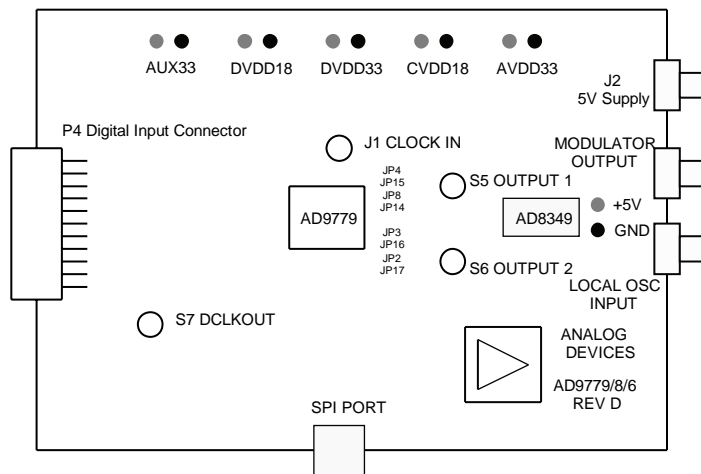 AUX33
DVDD18
DVDD33
CVDD18
AVDD33
J2
5V Supply
P4 Digital Input Connector
J1 CLOCK IN
MODULATOR
OUTPUT
JP4
JP15
JP8
JP14
S5 OUTPUT 1
AD9779
AD8349
+5V
GND
JP3
JP16
JP2
JP17
S6 OUTPUT 2
LOCAL OSC
INPUT
S7 DCLKOUT
ANALOG
DEVICES
AD9779/8/6
REV D
SPI PORT